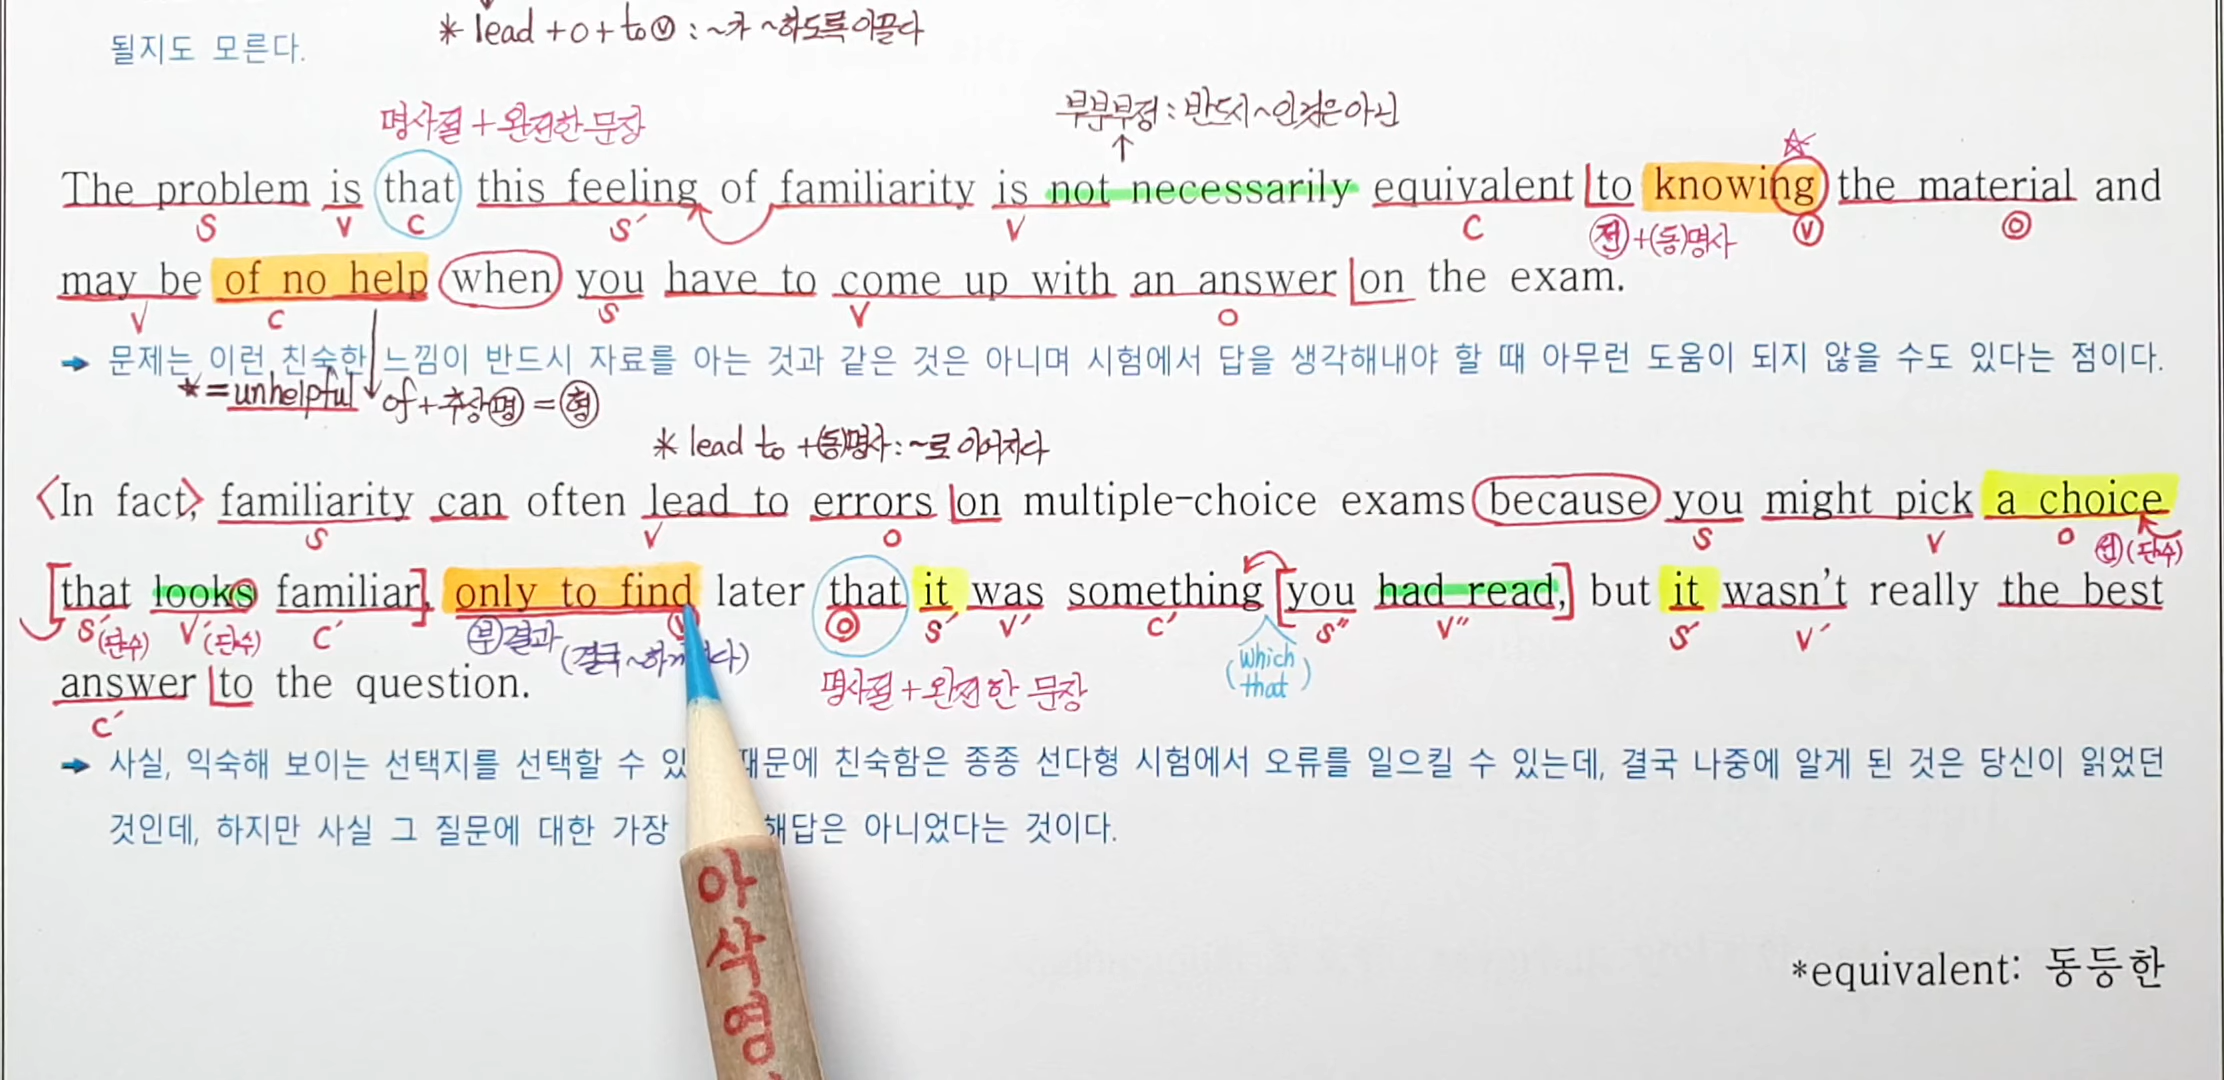 * lead + O + to ⓥ : ~가 ~하도록 이끌다
될지도 모른다.
명사절 + 완전한 문장
부분부정 : 반드시 ~인 것은 아닌
↑ ☆
The problem is that this feeling of familiarity is not necessarily equivalent to knowing the material and
S V C S´ V C 전+(동)명사 ⓥ ⓞ
may be of no help when you have to come up with an answer on the exam.
V C S V O
➔ 문제는 이런 친숙한 느낌이 반드시 자료를 아는 것과 같은 것은 아니며 시험에서 답을 생각해내야 할 때 아무런 도움이 되지 않을 수도 있다는 점이다.
* = unhelpful of + 추상명 = 형
* lead to + (동)명사 : ~로 이어지다
<In fact>, familiarity can often lead to errors on multiple-choice exams because you might pick a choice
S V O S V O 선(단수)
[that looks familiar], only to find later that it was something [you had read,] but it wasn't really the best
S´(단수) V´(단수) C´ 부 결과 (결국 ~하 다) ⓥ ⓞ S´ V´ C´ S" V" S´ V´
(which that)
명사절 + 완전한 문장
answer to the question.
C´
➔ 사실, 익숙해 보이는 선택지를 선택할 수 있 때문에 친숙함은 종종 선다형 시험에서 오류를 일으킬 수 있는데, 결국 나중에 알게 된 것은 당신이 읽었던
것인데, 하지만 사실 그 질문에 대한 가장 해답은 아니었다는 것이다.
아삭영
*equivalent: 동등한